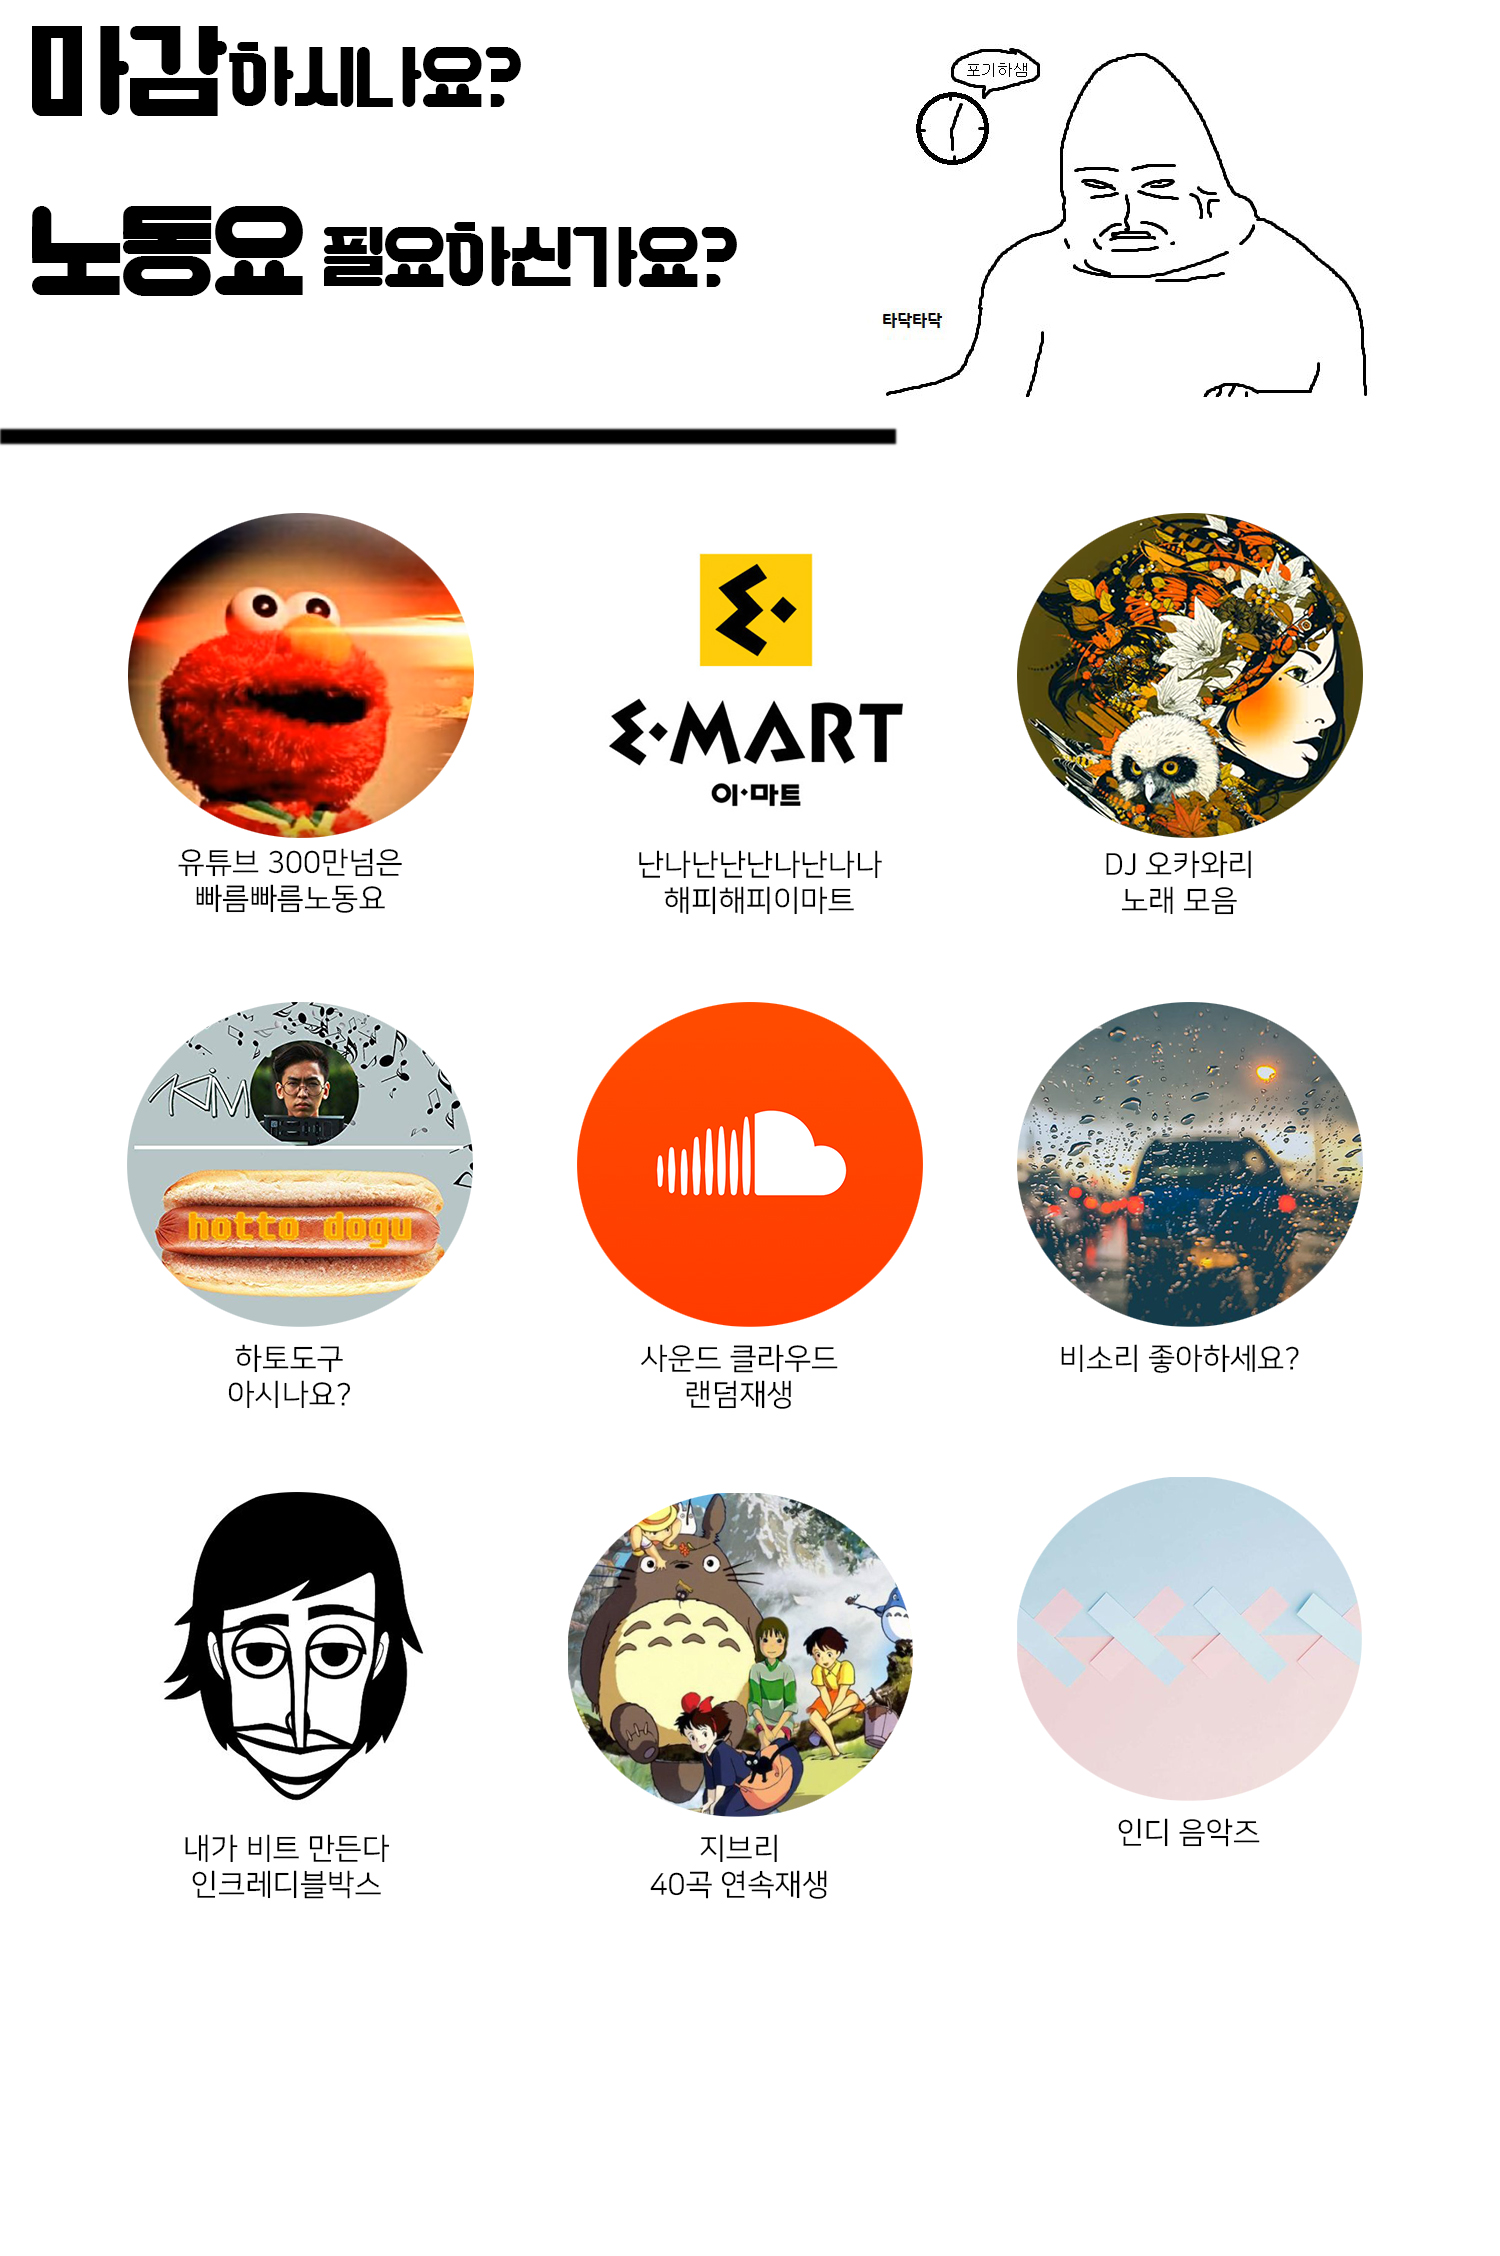 마감하시나요?
포기하샘
노동요 필요하신가요?
타닥타닥
E·MART
이·마트
유튜브 300만넘은
빠름빠름노동요
난나난난난나난나나
해피해피이마트
DJ 오카와리
노래 모음
AKIM
hotto dogu
하토도구
아시나요?
사운드 클라우드
랜덤재생
비소리 좋아하세요?
내가 비트 만든다
인크레디블박스
지브리
40곡 연속재생
인디 음악즈